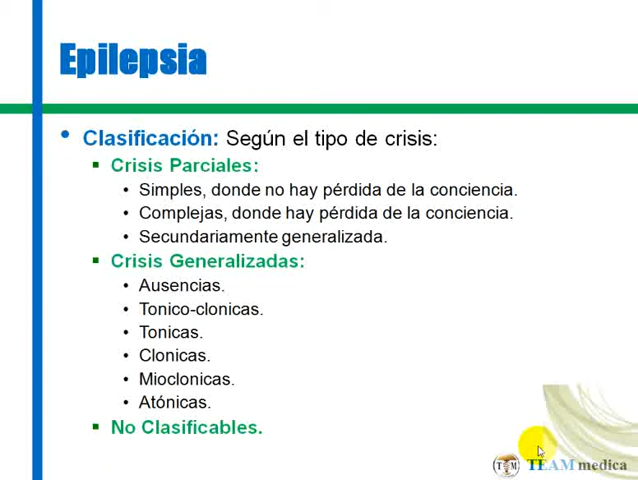 Epilepsia
• Clasificación: Según el tipo de crisis:
▪ Crisis Parciales:
• Simples, donde no hay pérdida de la conciencia.
• Complejas, donde hay pérdida de la conciencia.
• Secundariamente generalizada.
▪ Crisis Generalizadas:
• Ausencias.
• Tonico-clonicas.
• Tonicas.
• Clonicas.
• Mioclonicas.
• Atónicas.
▪ No Clasificables.
TM TEAM medica